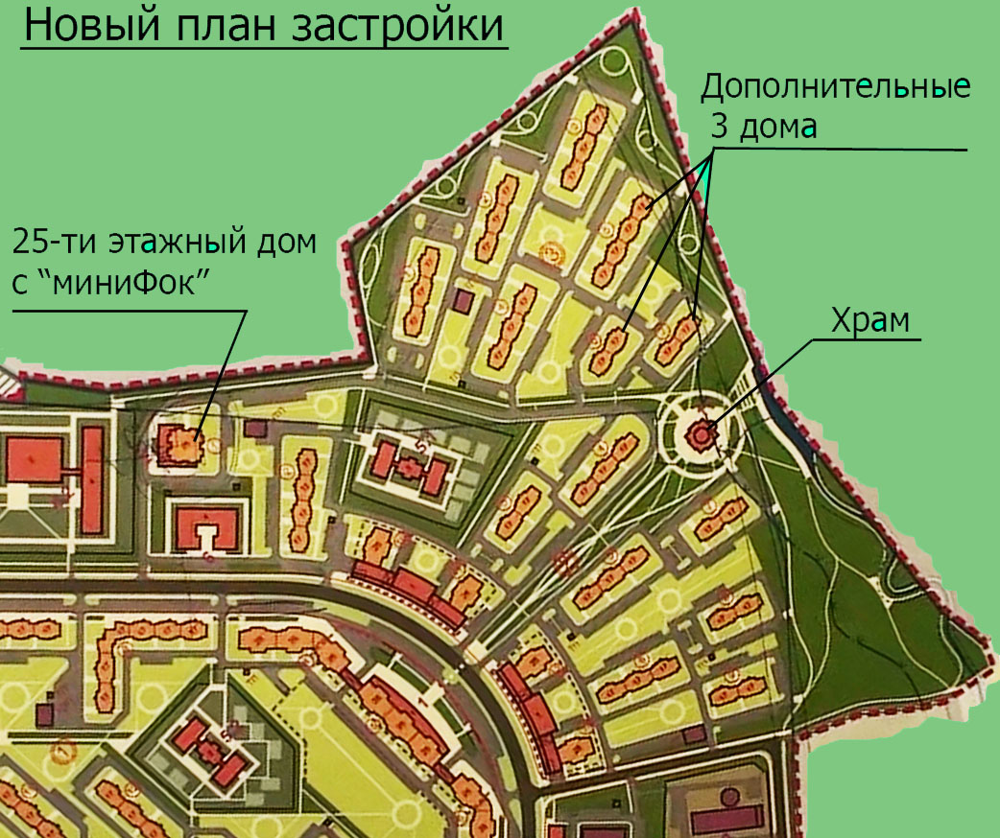 Новый план застройки
Дополнительные
3 дома
25-ти этажный дом
с “миниФок”
Храм